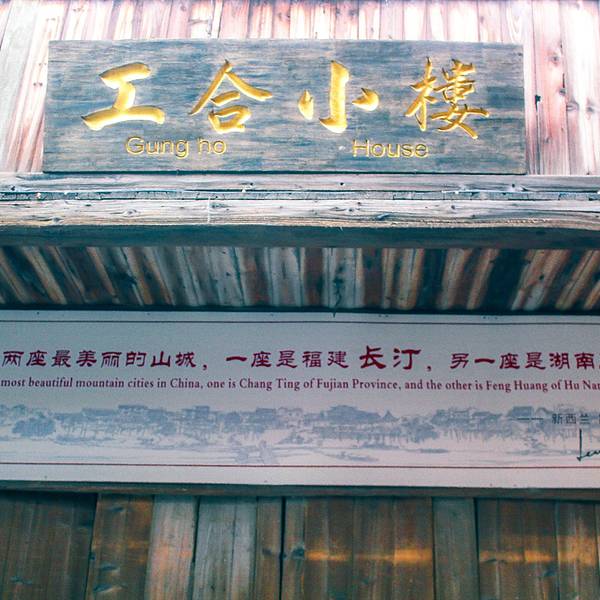 工合小樓
Gung ho House
两座最美丽的山城，一座是福建长汀，另一座是湖南
most beautiful mountain cities in China, one is Chang Ting of Fujian Province, and the other is Feng Huang of Hu Nan
—— 新西兰